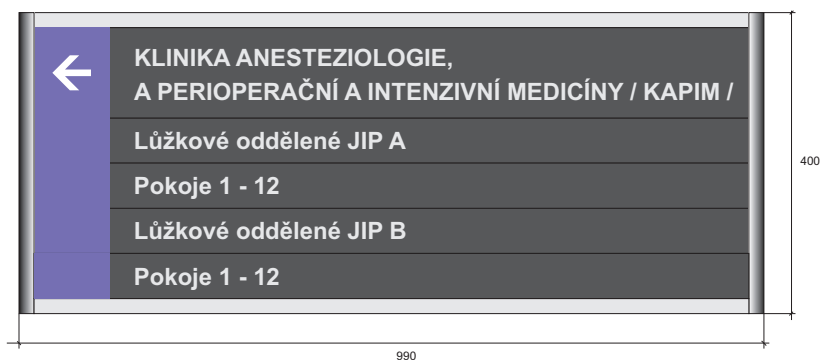 KLINIKA ANESTEZIOLOGIE,
A PERIOPERAČNÍ A INTENZIVNÍ MEDICÍNY / KAPIM /
Lůžkové oddělené JIP A
Pokoje 1 - 12
Lůžkové oddělené JIP B
Pokoje 1 - 12
400
990